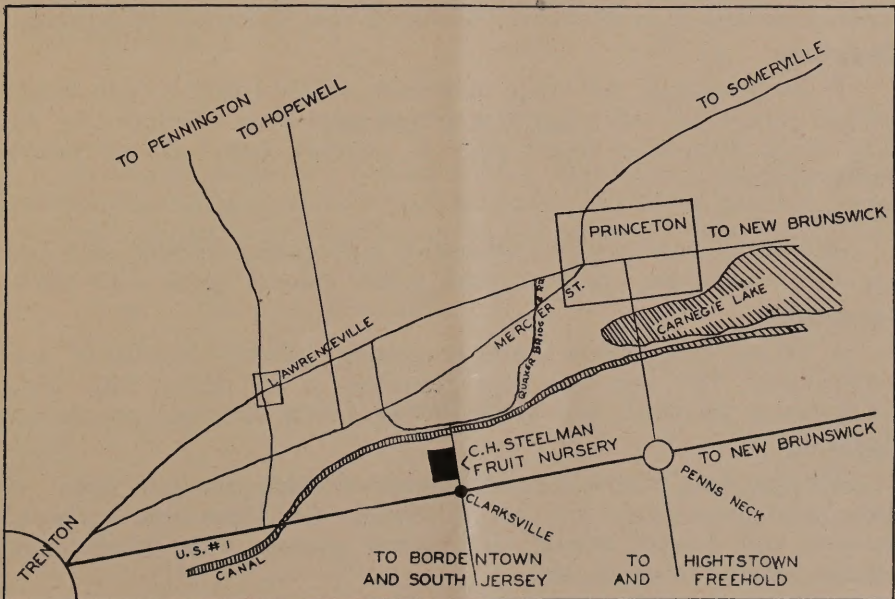 TO SOMERVILLE
TO PENNINGTON
TO HOPEWELL
PRINCETON
TO NEW BRUNSWICK
CARNEGIE LAKE
MERCER ST.
QUAKER BRIDGE RD.
LAWRENCEVILLE
C.H. STEELMAN
FRUIT NURSERY
TO NEW BRUNSWICK
PENNS NECK
CLARKSVILLE
TRENTON
U.S. #1
CANAL
TO BORDENTOWN
AND SOUTH JERSEY
TO HIGHTSTOWN
AND FREEHOLD